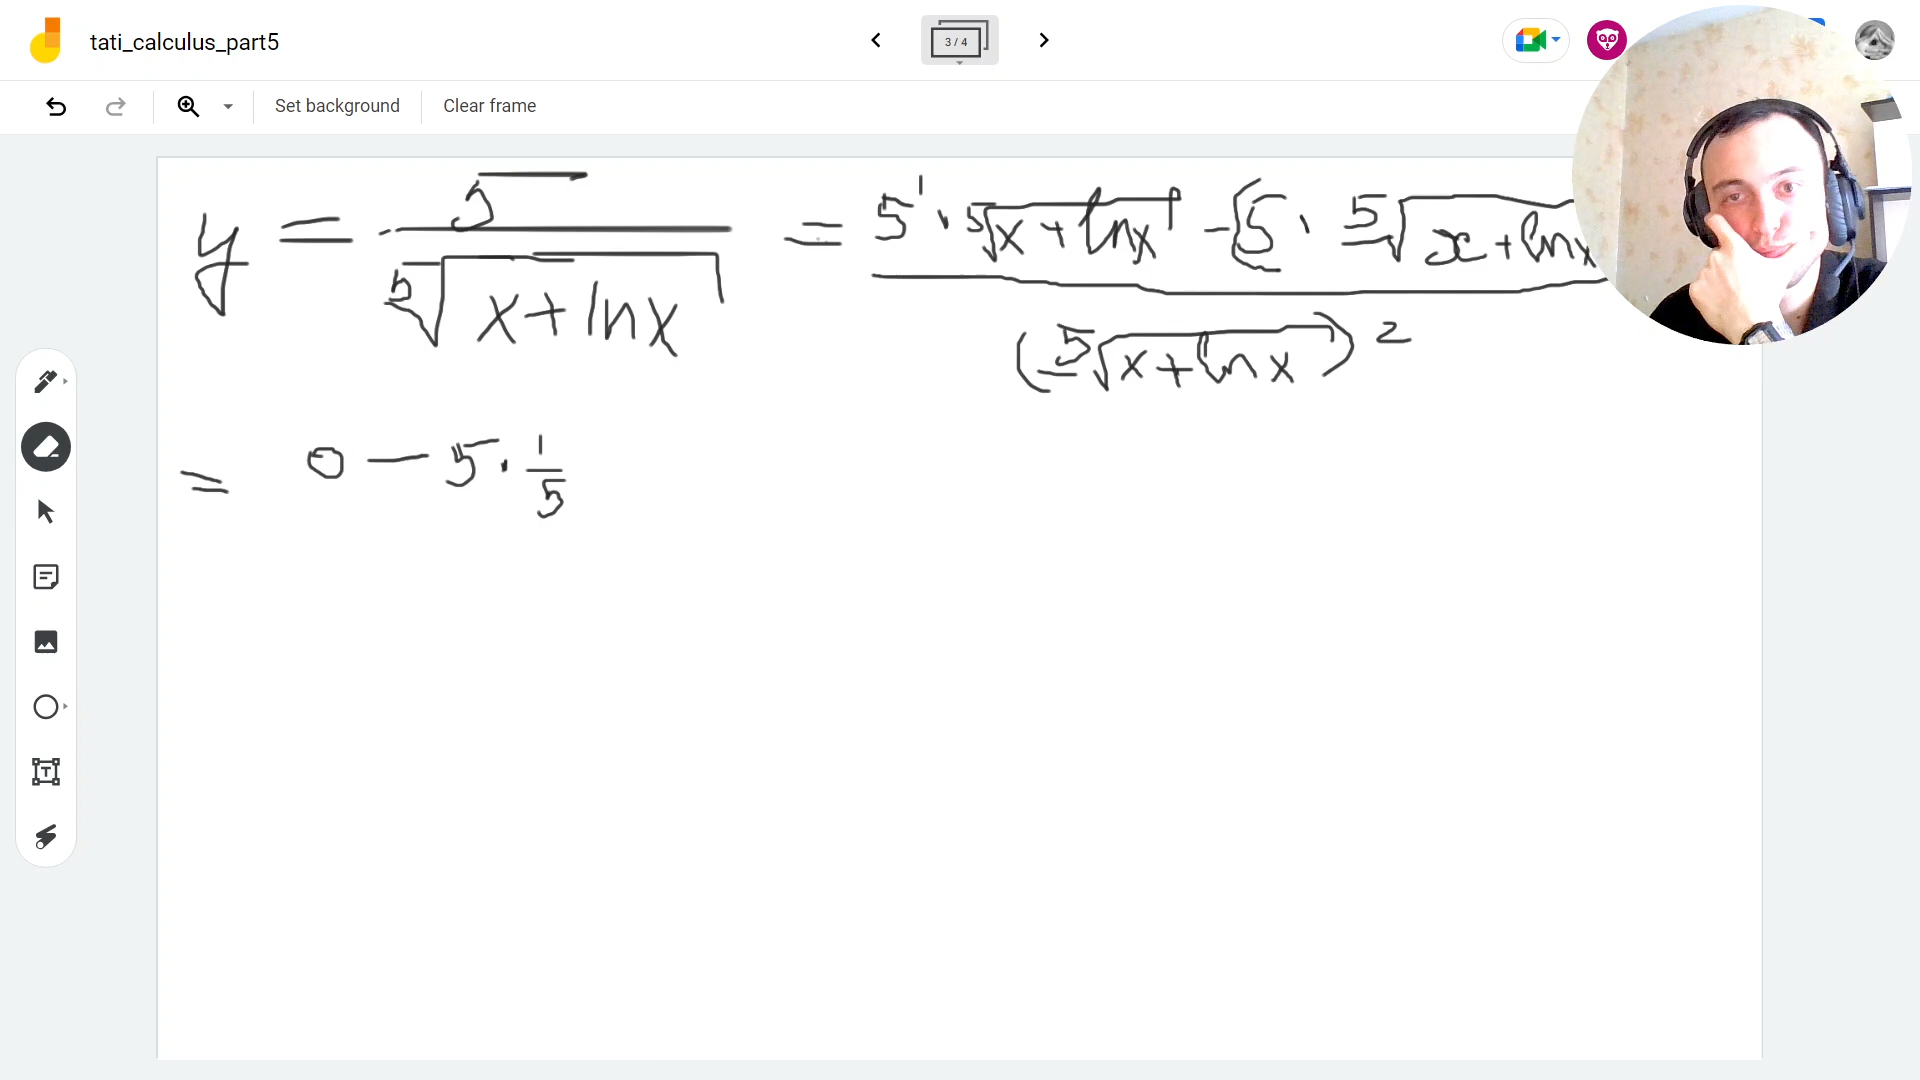 tati_calculus_part5
3 / 4
Set background
Clear frame
y = 5 / ⁵√(x + ln x) = (5' · ⁵√(x + ln x) - (5 · ⁵√(x + ln x / (⁵√(x + ln x))²
= 0 - 5 · 1/5